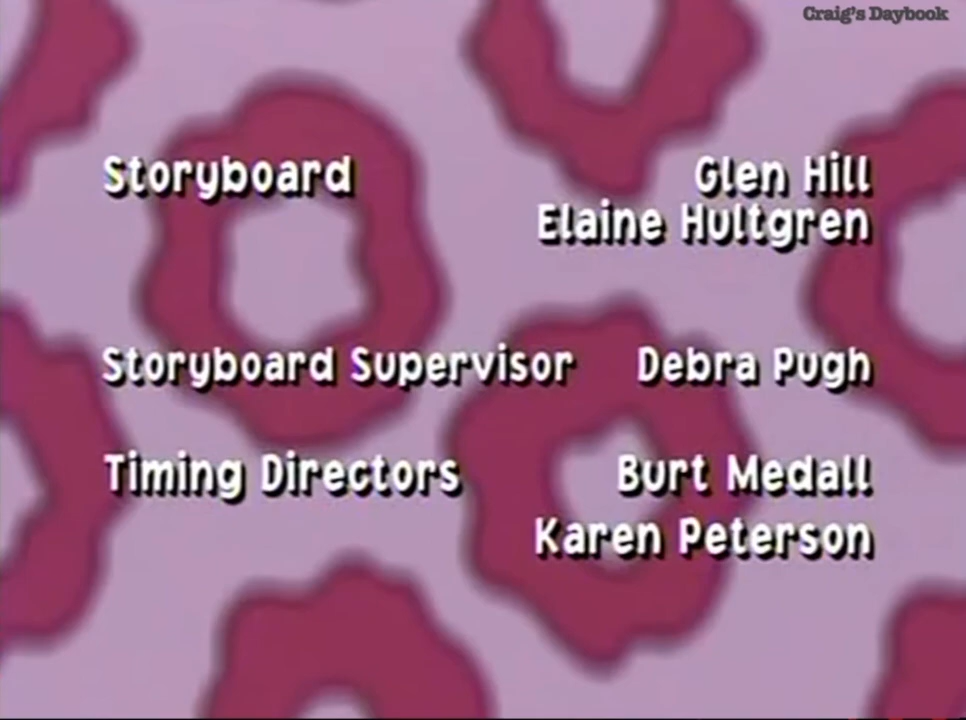 Craig's Daybook
Storyboard Glen Hill
Elaine Hultgren
Storyboard Supervisor Debra Pugh
Timing Directors Burt Medall
Karen Peterson